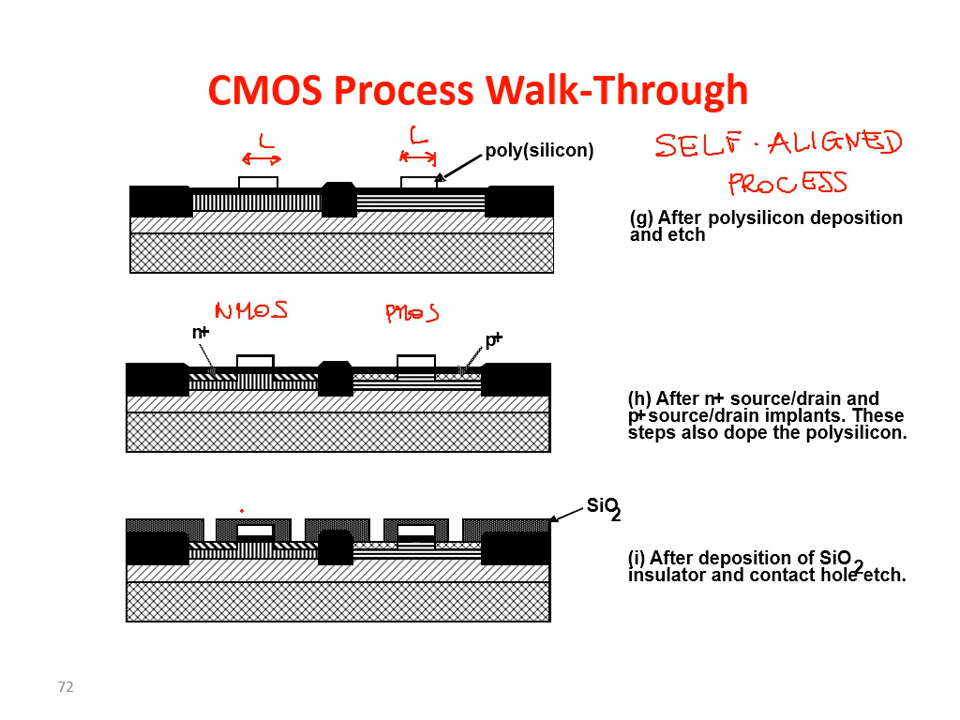 CMOS Process Walk-Through
L
L
poly(silicon)
SELF-ALIGNED
PROCESS
(g) After polysilicon deposition
and etch
NMOS
PMOS
n+
p+
(h) After n+ source/drain and
p+source/drain implants. These
steps also dope the polysilicon.
SiO2
(i) After deposition of SiO2
insulator and contact hole etch.
72